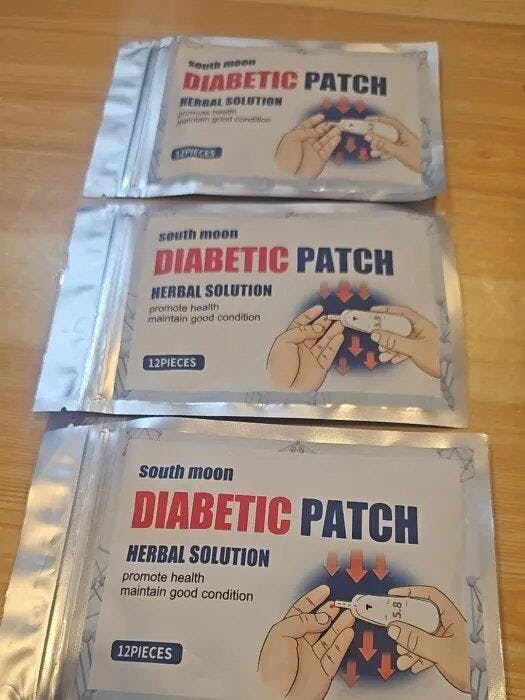 south moon
DIABETIC PATCH
HERBAL SOLUTION
promote health
maintain good condition
12PIECES
south moon
DIABETIC PATCH
HERBAL SOLUTION
promote health
maintain good condition
12PIECES
5.8
south moon
DIABETIC PATCH
HERBAL SOLUTION
promote health
maintain good condition
12PIECES
5.8